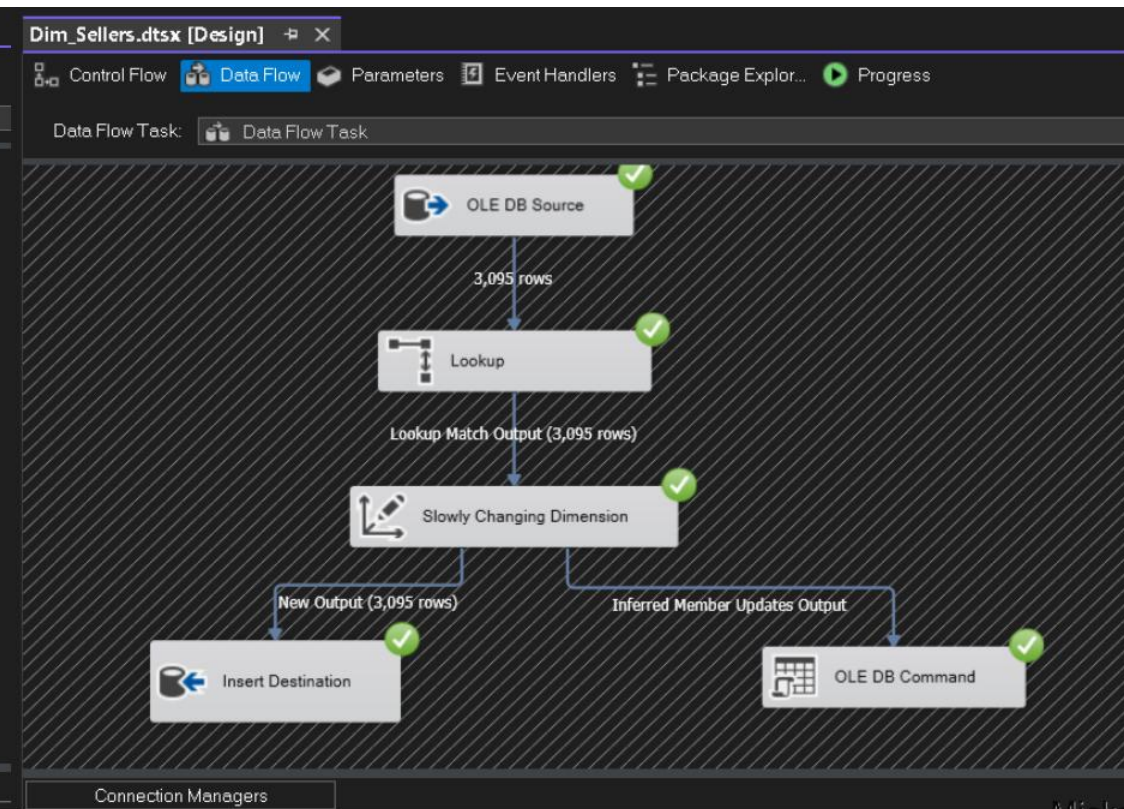 Dim_Sellers.dtsx [Design]
Control Flow Data Flow Parameters Event Handlers Package Explor... Progress
Data Flow Task: Data Flow Task
OLE DB Source
3,095 rows
Lookup
Lookup Match Output (3,095 rows)
Slowly Changing Dimension
New Output (3,095 rows) Inferred Member Updates Output
Insert Destination OLE DB Command
Connection Managers